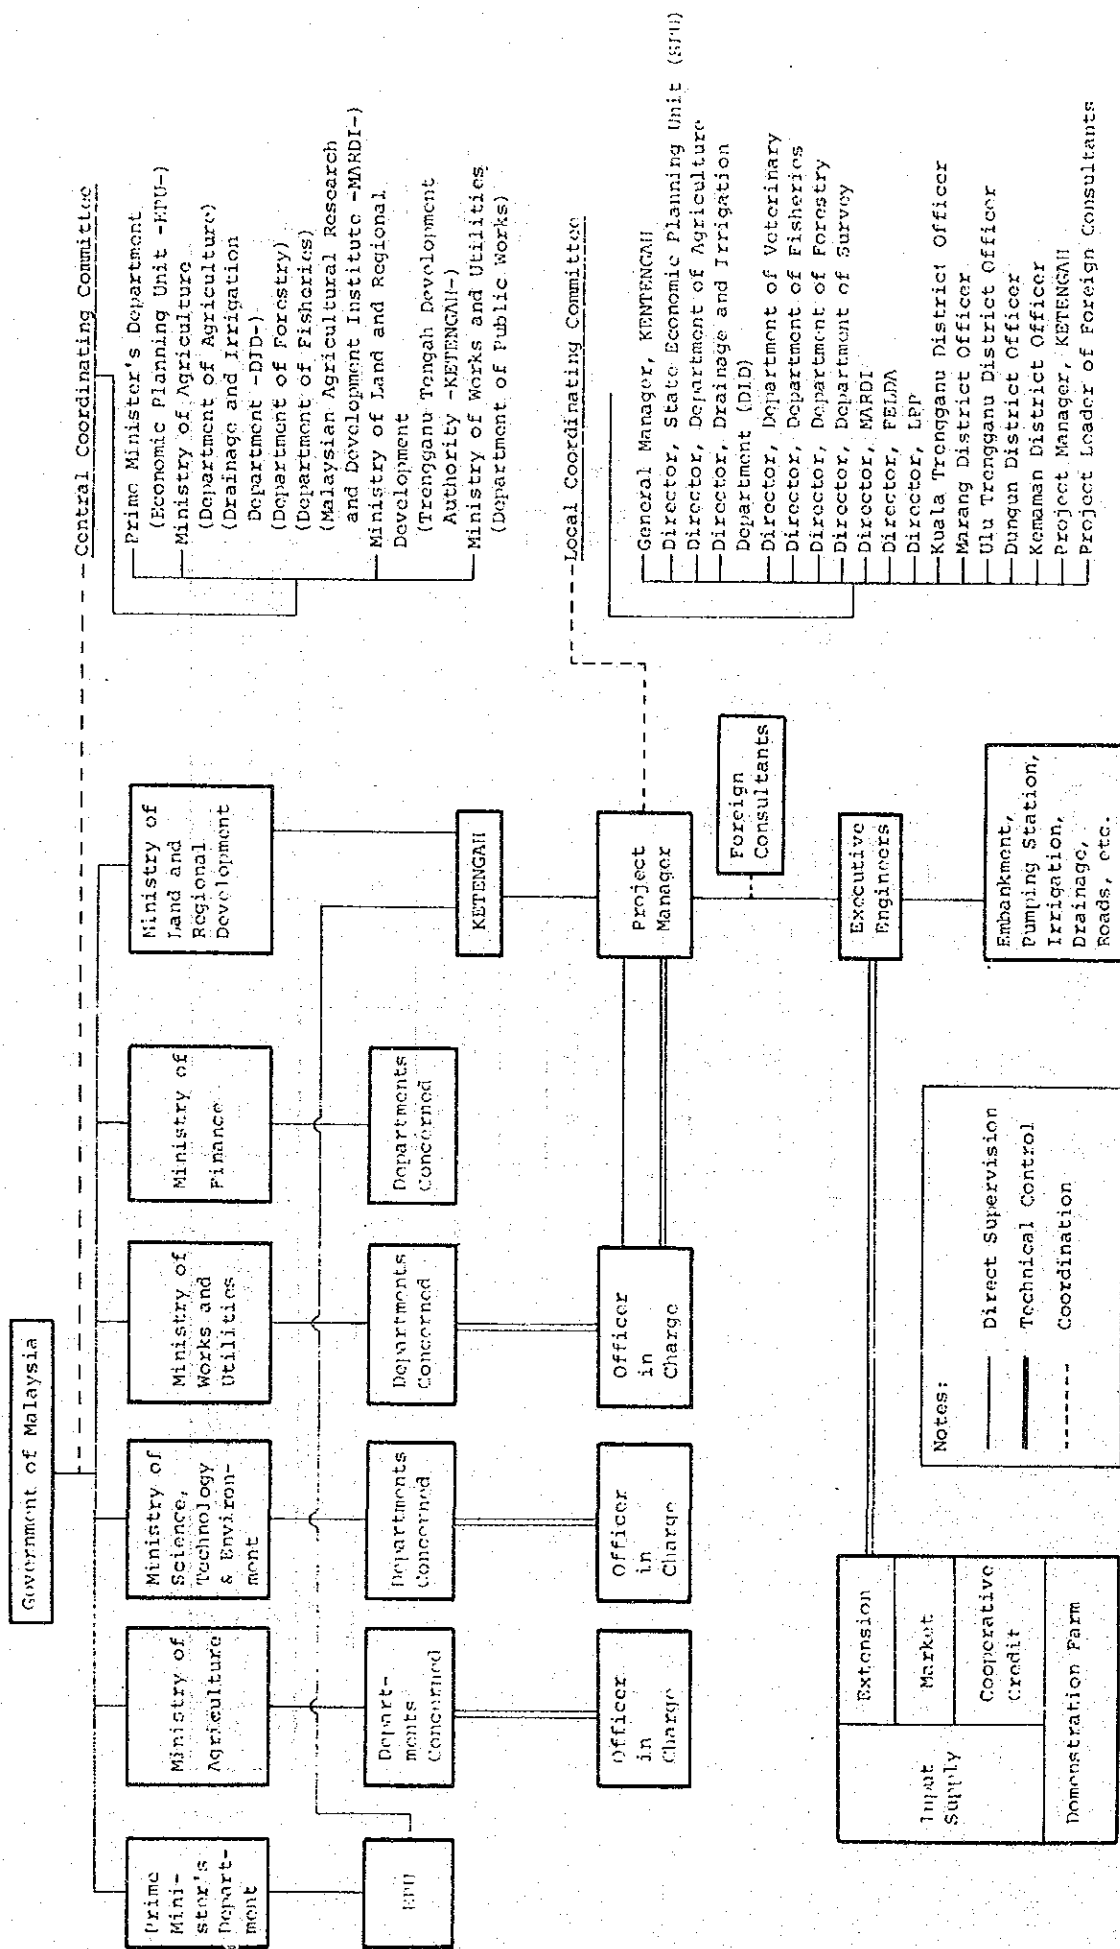 Government of Malaysia
Prime
Mini-
ster's
Depart-
ment
Ministry of
Agriculture
Ministry of
Science,
Technology
& Environ-
ment
Ministry of
Works and
Utilities
Ministry of
Finance
Ministry of
Land and
Regional
Development
EPU
Depart-
ments
Concerned
Departments
Concerned
Departments
Concerned
Departments
Concerned
KETENGAH
Officer
in
Charge
Officer
in
Charge
Officer
in
Charge
Project
Manager
Foreign
Consultants
Executive
Engineers
Embankment,
Pumping Station,
Irrigation,
Drainage,
Roads, etc.
Input
Supply
Extension
Market
Cooperative
Credit
Demonstration Farm
Notes:
Direct Supervision
Technical Control
Coordination
Central Coordinating Committee
Prime Minister's Department
(Economic Planning Unit -EPU-)
Ministry of Agriculture
(Department of Agriculture)
(Drainage and Irrigation
Department -DID-)
(Department of Forestry)
(Department of Fisheries)
(Malaysian Agricultural Research
and Development Institute -MARDI-)
Ministry of Land and Regional
Development
(Trengganu Tengah Development
Authority -KETENGAH-)
Ministry of Works and Utilities
(Department of Public Works)
Local Coordinating Committee
General Manager, KENTENGAH
Director, State Economic Planning Unit (SPU)
Director, Department of Agriculture
Director, Drainage and Irrigation
Department (DID)
Director, Department of Veterinary
Director, Department of Fisheries
Director, Department of Forestry
Director, Department of Survey
Director, MARDI
Director, FELDA
Director, LPP
Kuala Trengganu District Officer
Marang District Officer
Ulu Trengganu District Officer
Dungun District Officer
Kemaman District Officer
Project Manager, KETENGAH
Project Leader of Foreign Consultants